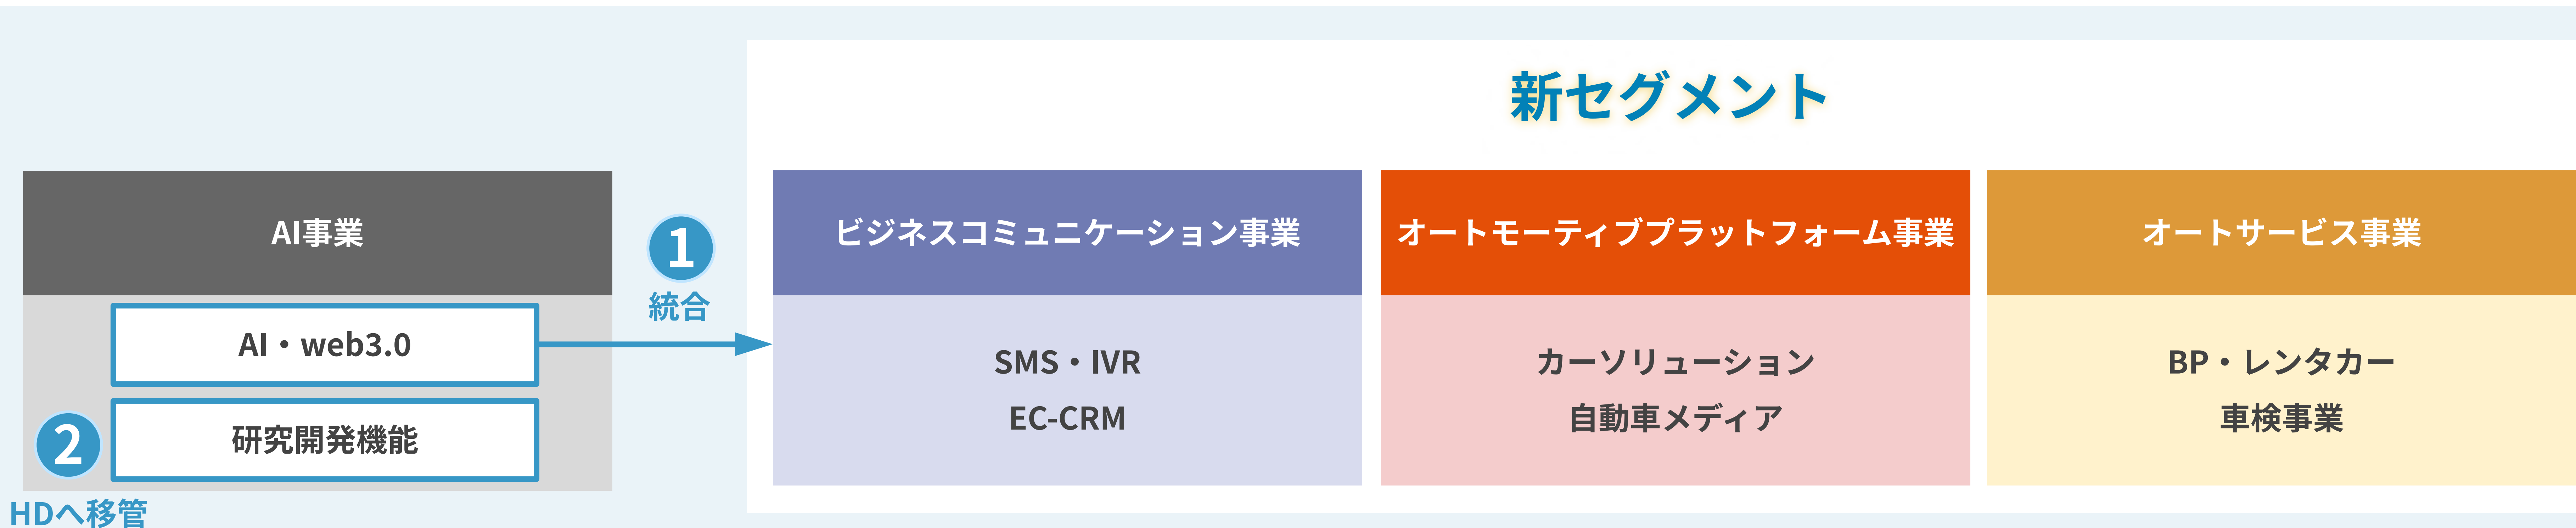 新セグメント
AI事業
AI・web3.0
研究開発機能
2
HDへ移管
1
統合
ビジネスコミュニケーション事業
SMS・IVR
EC-CRM
オートモーティブプラットフォーム事業
カーソリューション
自動車メディア
オートサービス事業
BP・レンタカー
車検事業